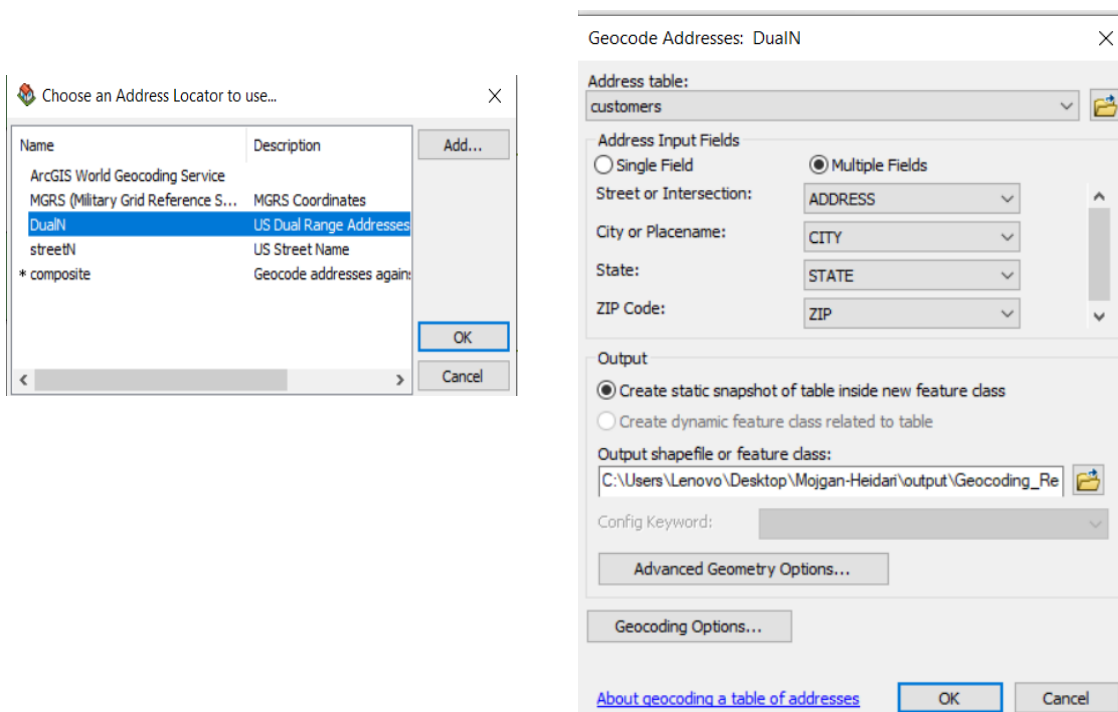 Choose an Address Locator to use...
Name Description
ArcGIS World Geocoding Service
MGRS (Military Grid Reference S... MGRS Coordinates
DualN US Dual Range Addresses
streetN US Street Name
* composite Geocode addresses again
Add...
OK
Cancel
Geocode Addresses: DualN
Address table:
customers
Address Input Fields
Single Field Multiple Fields
Street or Intersection: ADDRESS
City or Placename: CITY
State: STATE
ZIP Code: ZIP
Output
Create static snapshot of table inside new feature class
Create dynamic feature class related to table
Output shapefile or feature class:
C:\Users\Lenovo\Desktop\Mojgan-Heidari\output\Geocoding_Re
Config Keyword:
Advanced Geometry Options...
Geocoding Options...
About geocoding a table of addresses OK Cancel